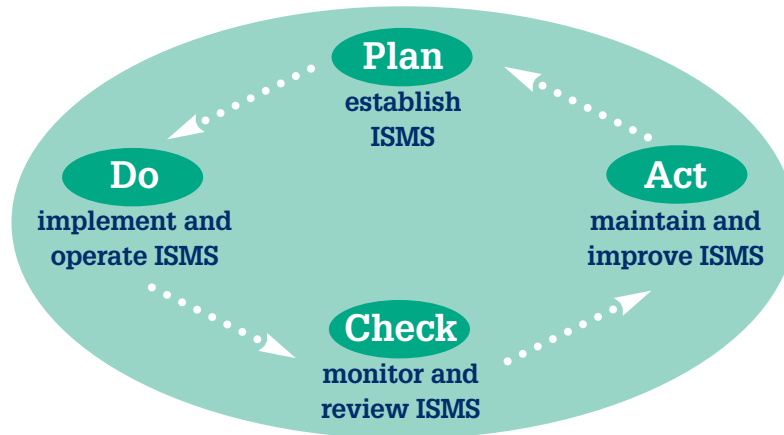 Plan
establish
ISMS
Do
implement and
operate ISMS
Act
maintain and
improve ISMS
Check
monitor and
review ISMS